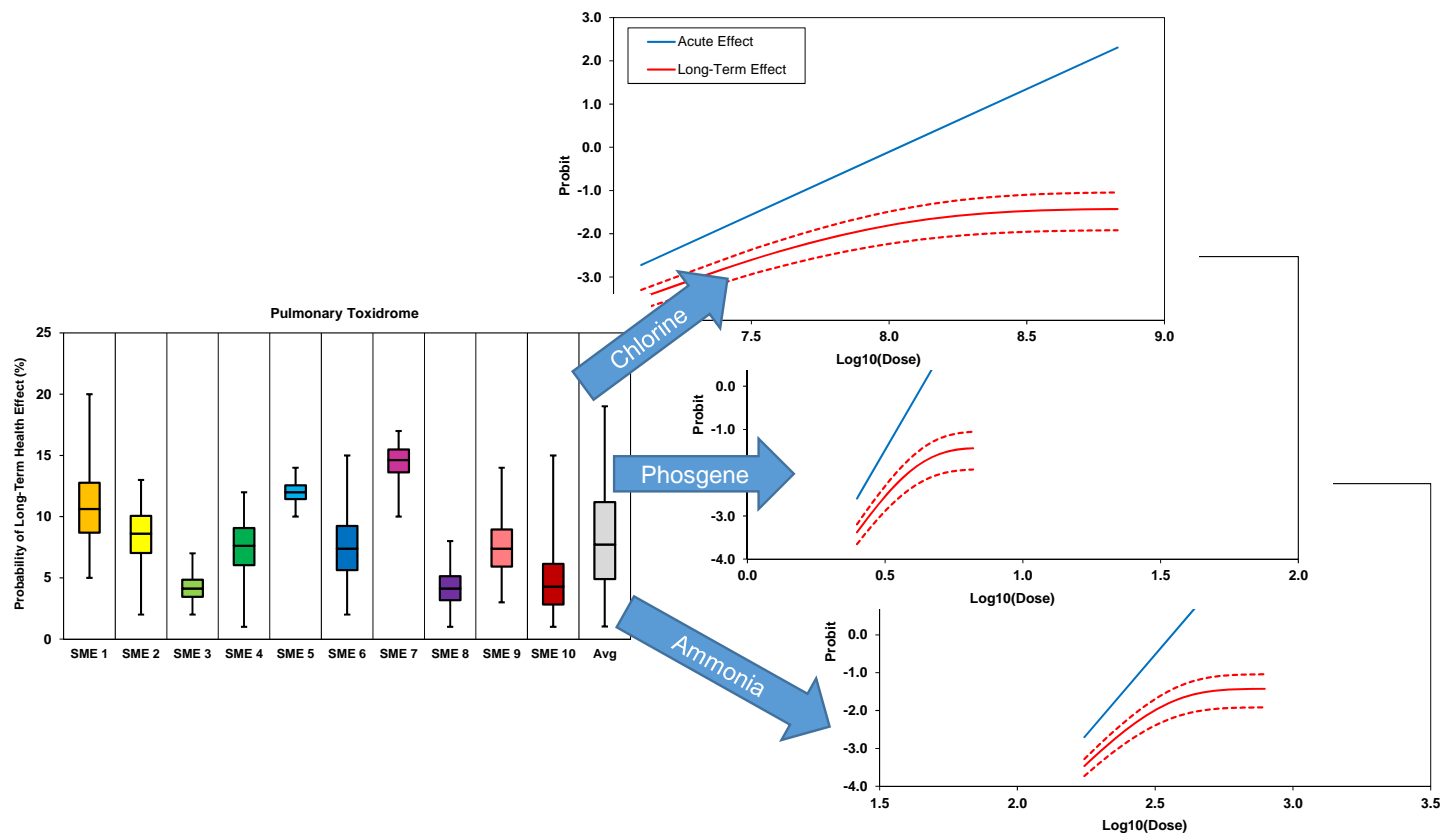 3.0
2.0
1.0
0.0
-1.0
-2.0
-3.0
Probit
Acute Effect
Long-Term Effect
7.5
8.0
8.5
9.0
Log10(Dose)
Pulmonary Toxidrome
Probability of Long-Term Health Effect (%)
25
20
15
10
5
0
SME 1
SME 2
SME 3
SME 4
SME 5
SME 6
SME 7
SME 8
SME 9
SME 10
Avg
Chlorine
Phosgene
Ammonia
0.0
-1.0
-3.0
-4.0
Probit
0.0
0.5
1.0
1.5
2.0
Log10(Dose)
0.0
-1.0
-2.0
-3.0
-4.0
Probit
1.5
2.0
2.5
3.0
3.5
Log10(Dose)